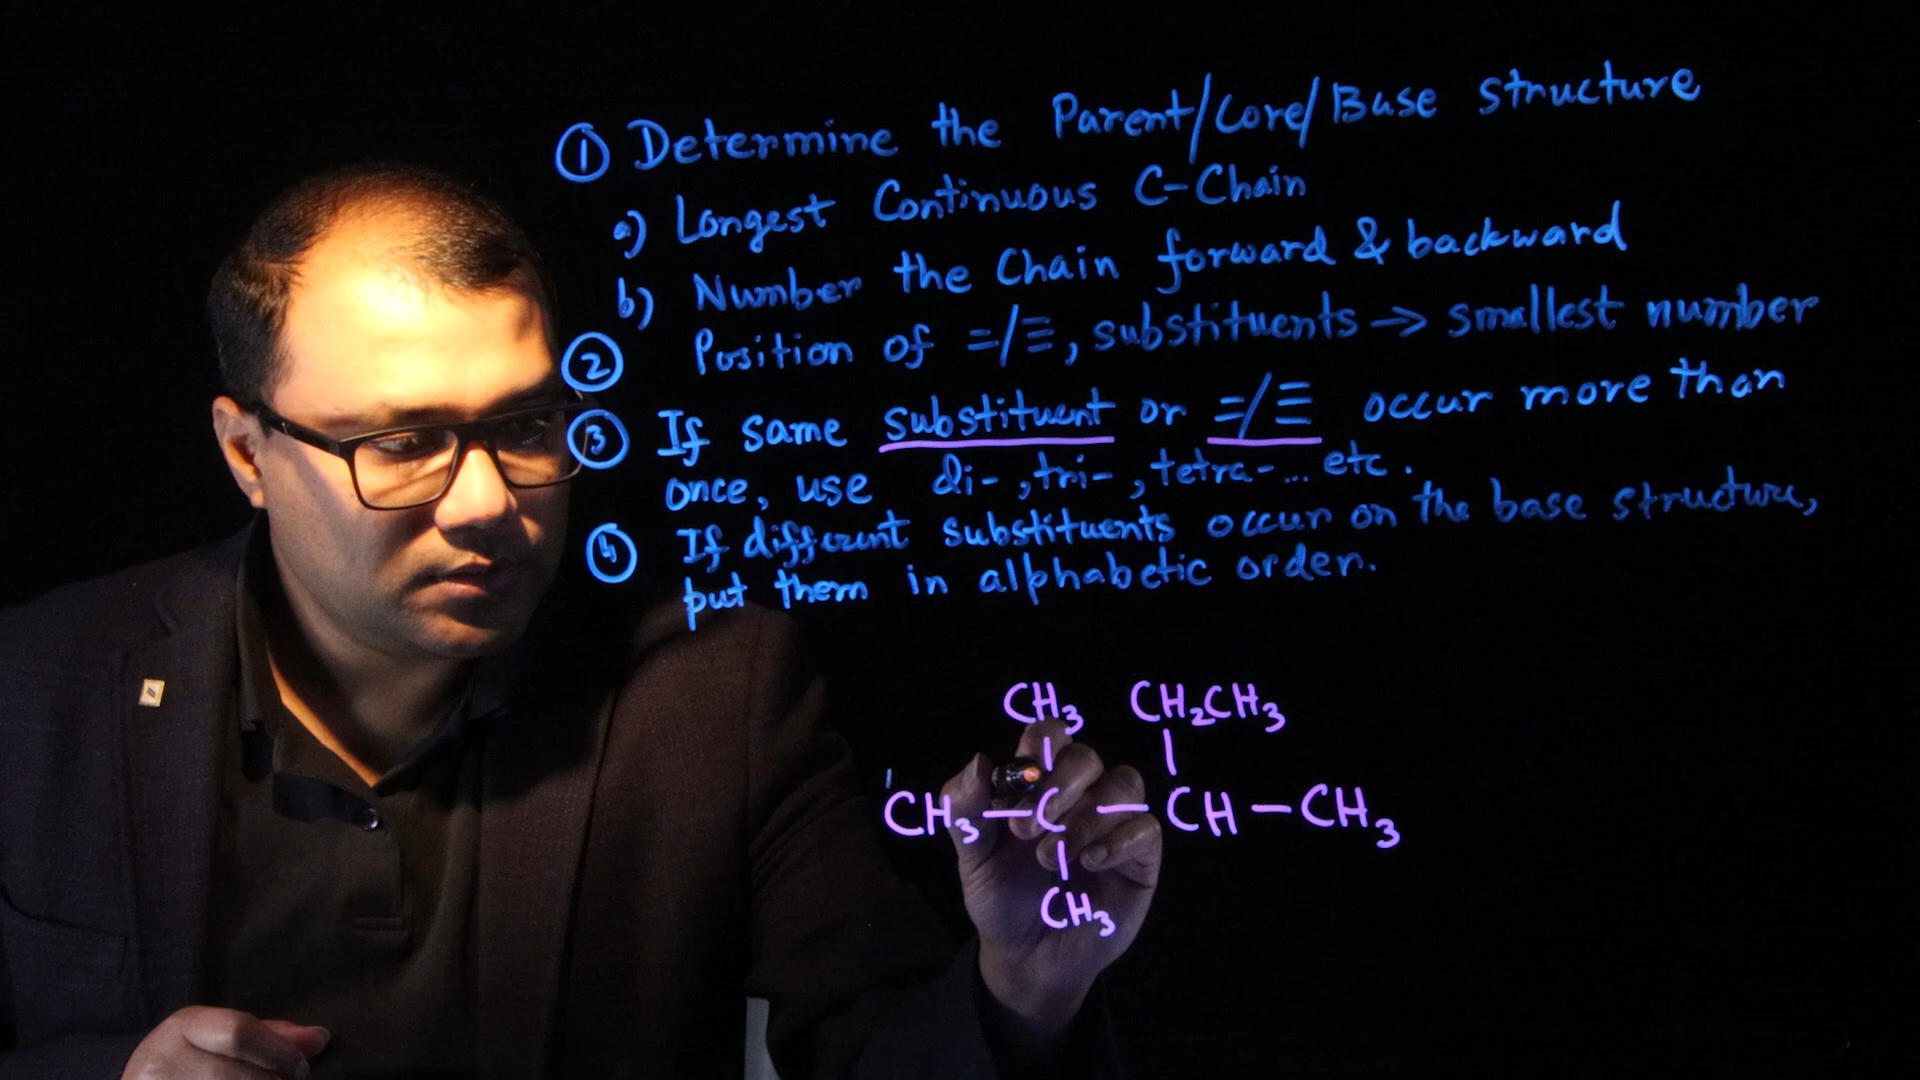 ① Determine the Parent/Core/Base structure
a) Longest Continuous C-Chain
b) Number the Chain forward & backward
② Position of =/≡, substituents → smallest number
③ If same substituent or =/≡ occur more than
once, use di-, tri-, tetra-... etc.
④ If different substituents occur on the base structure,
put them in alphabetic order.
CH₃ CH₂CH₃
CH₃—C—CH—CH₃
CH₃